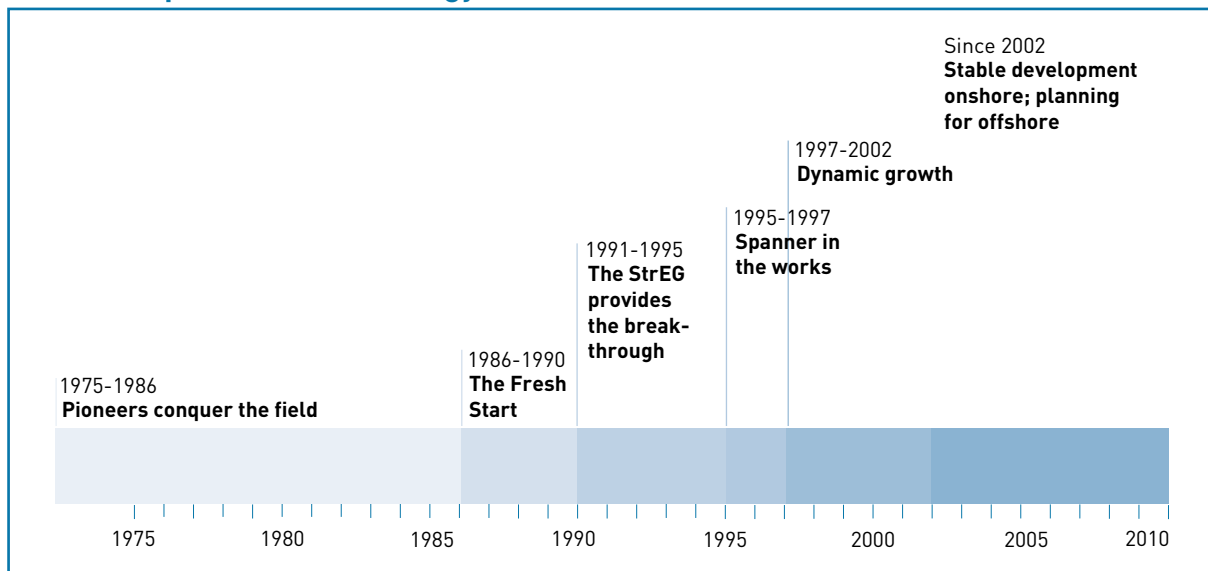 Since 2002
Stable development
onshore; planning
for offshore
1997-2002
Dynamic growth
1995-1997
Spanner in
the works
1991-1995
The StrEG
provides
the break-
through
1986-1990
The Fresh
Start
1975-1986
Pioneers conquer the field
1975 1980 1985 1990 1995 2000 2005 2010